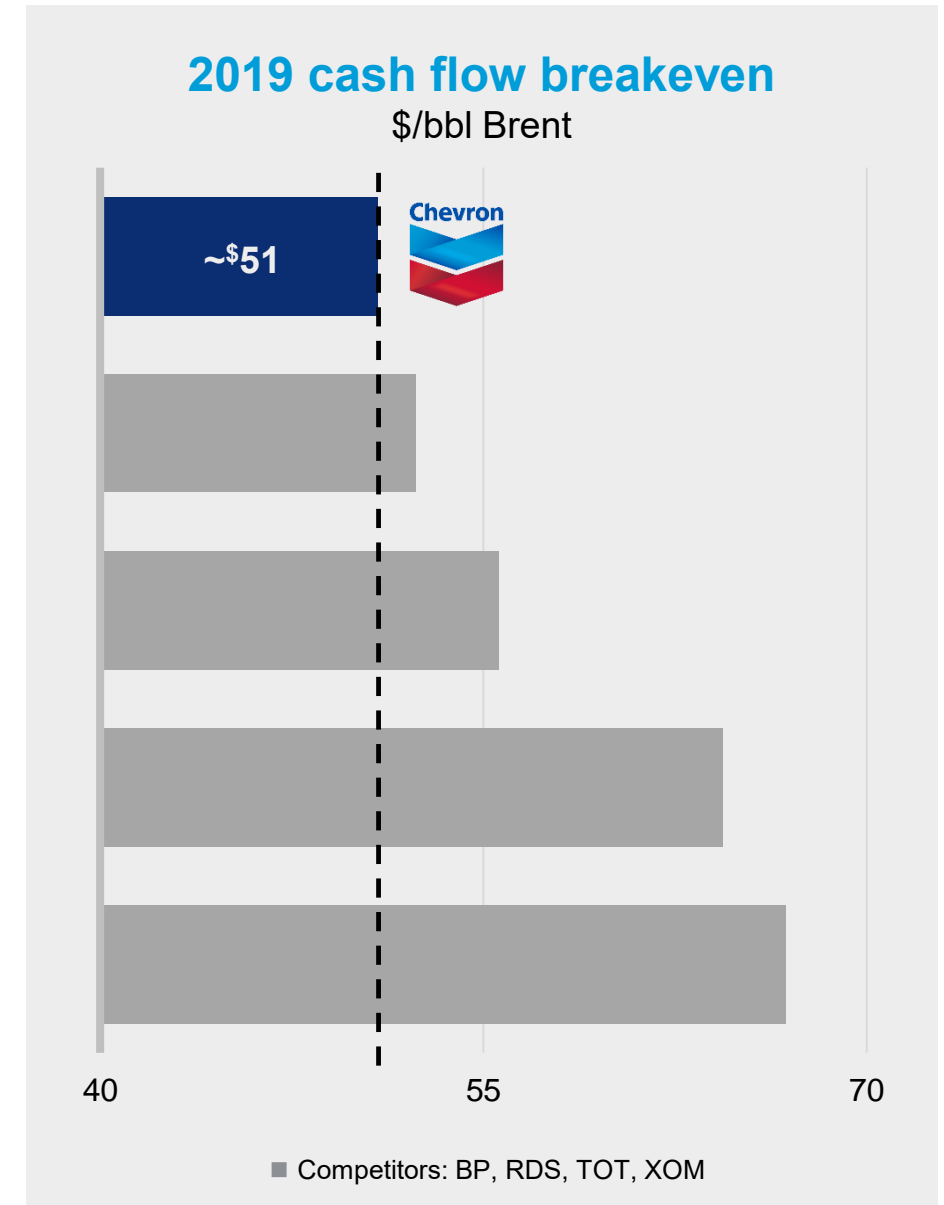 2019 cash flow breakeven
$/bbl Brent
Chevron
~$51
40 55 70
Competitors: BP, RDS, TOT, XOM